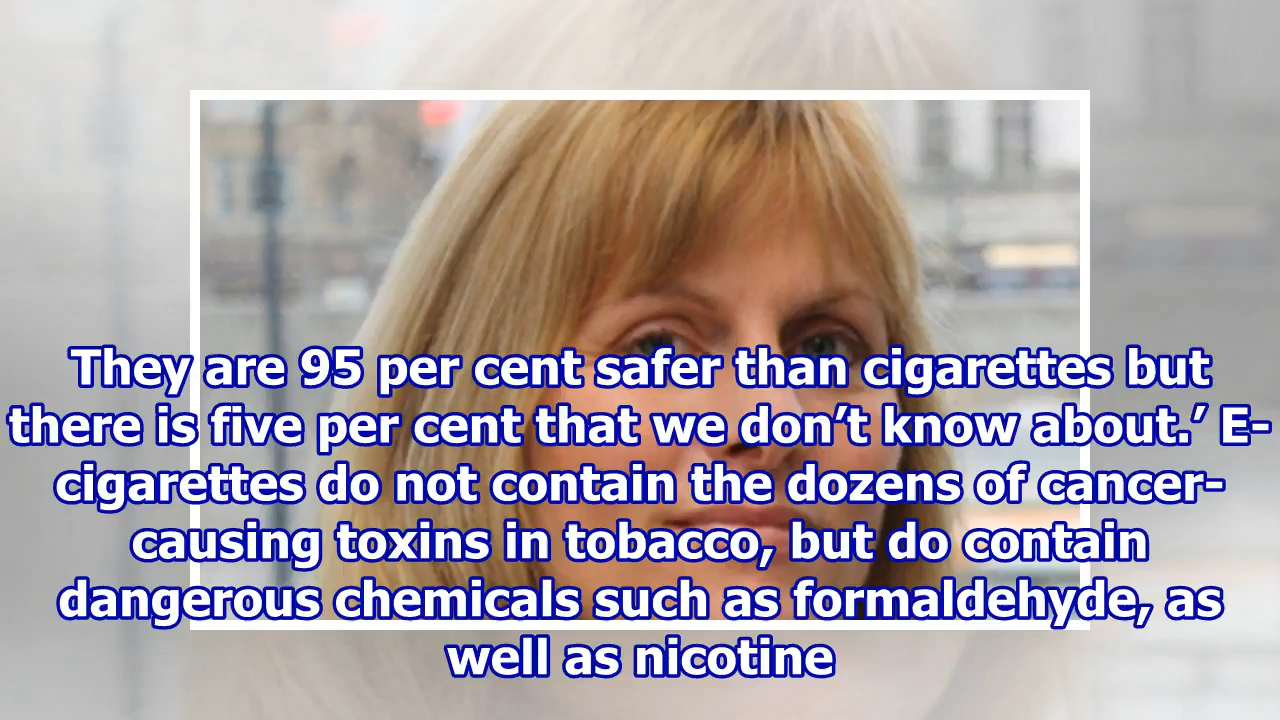 They are 95 per cent safer than cigarettes but
there is five per cent that we don’t know about.’ E-
cigarettes do not contain the dozens of cancer-
causing toxins in tobacco, but do contain
dangerous chemicals such as formaldehyde, as
well as nicotine